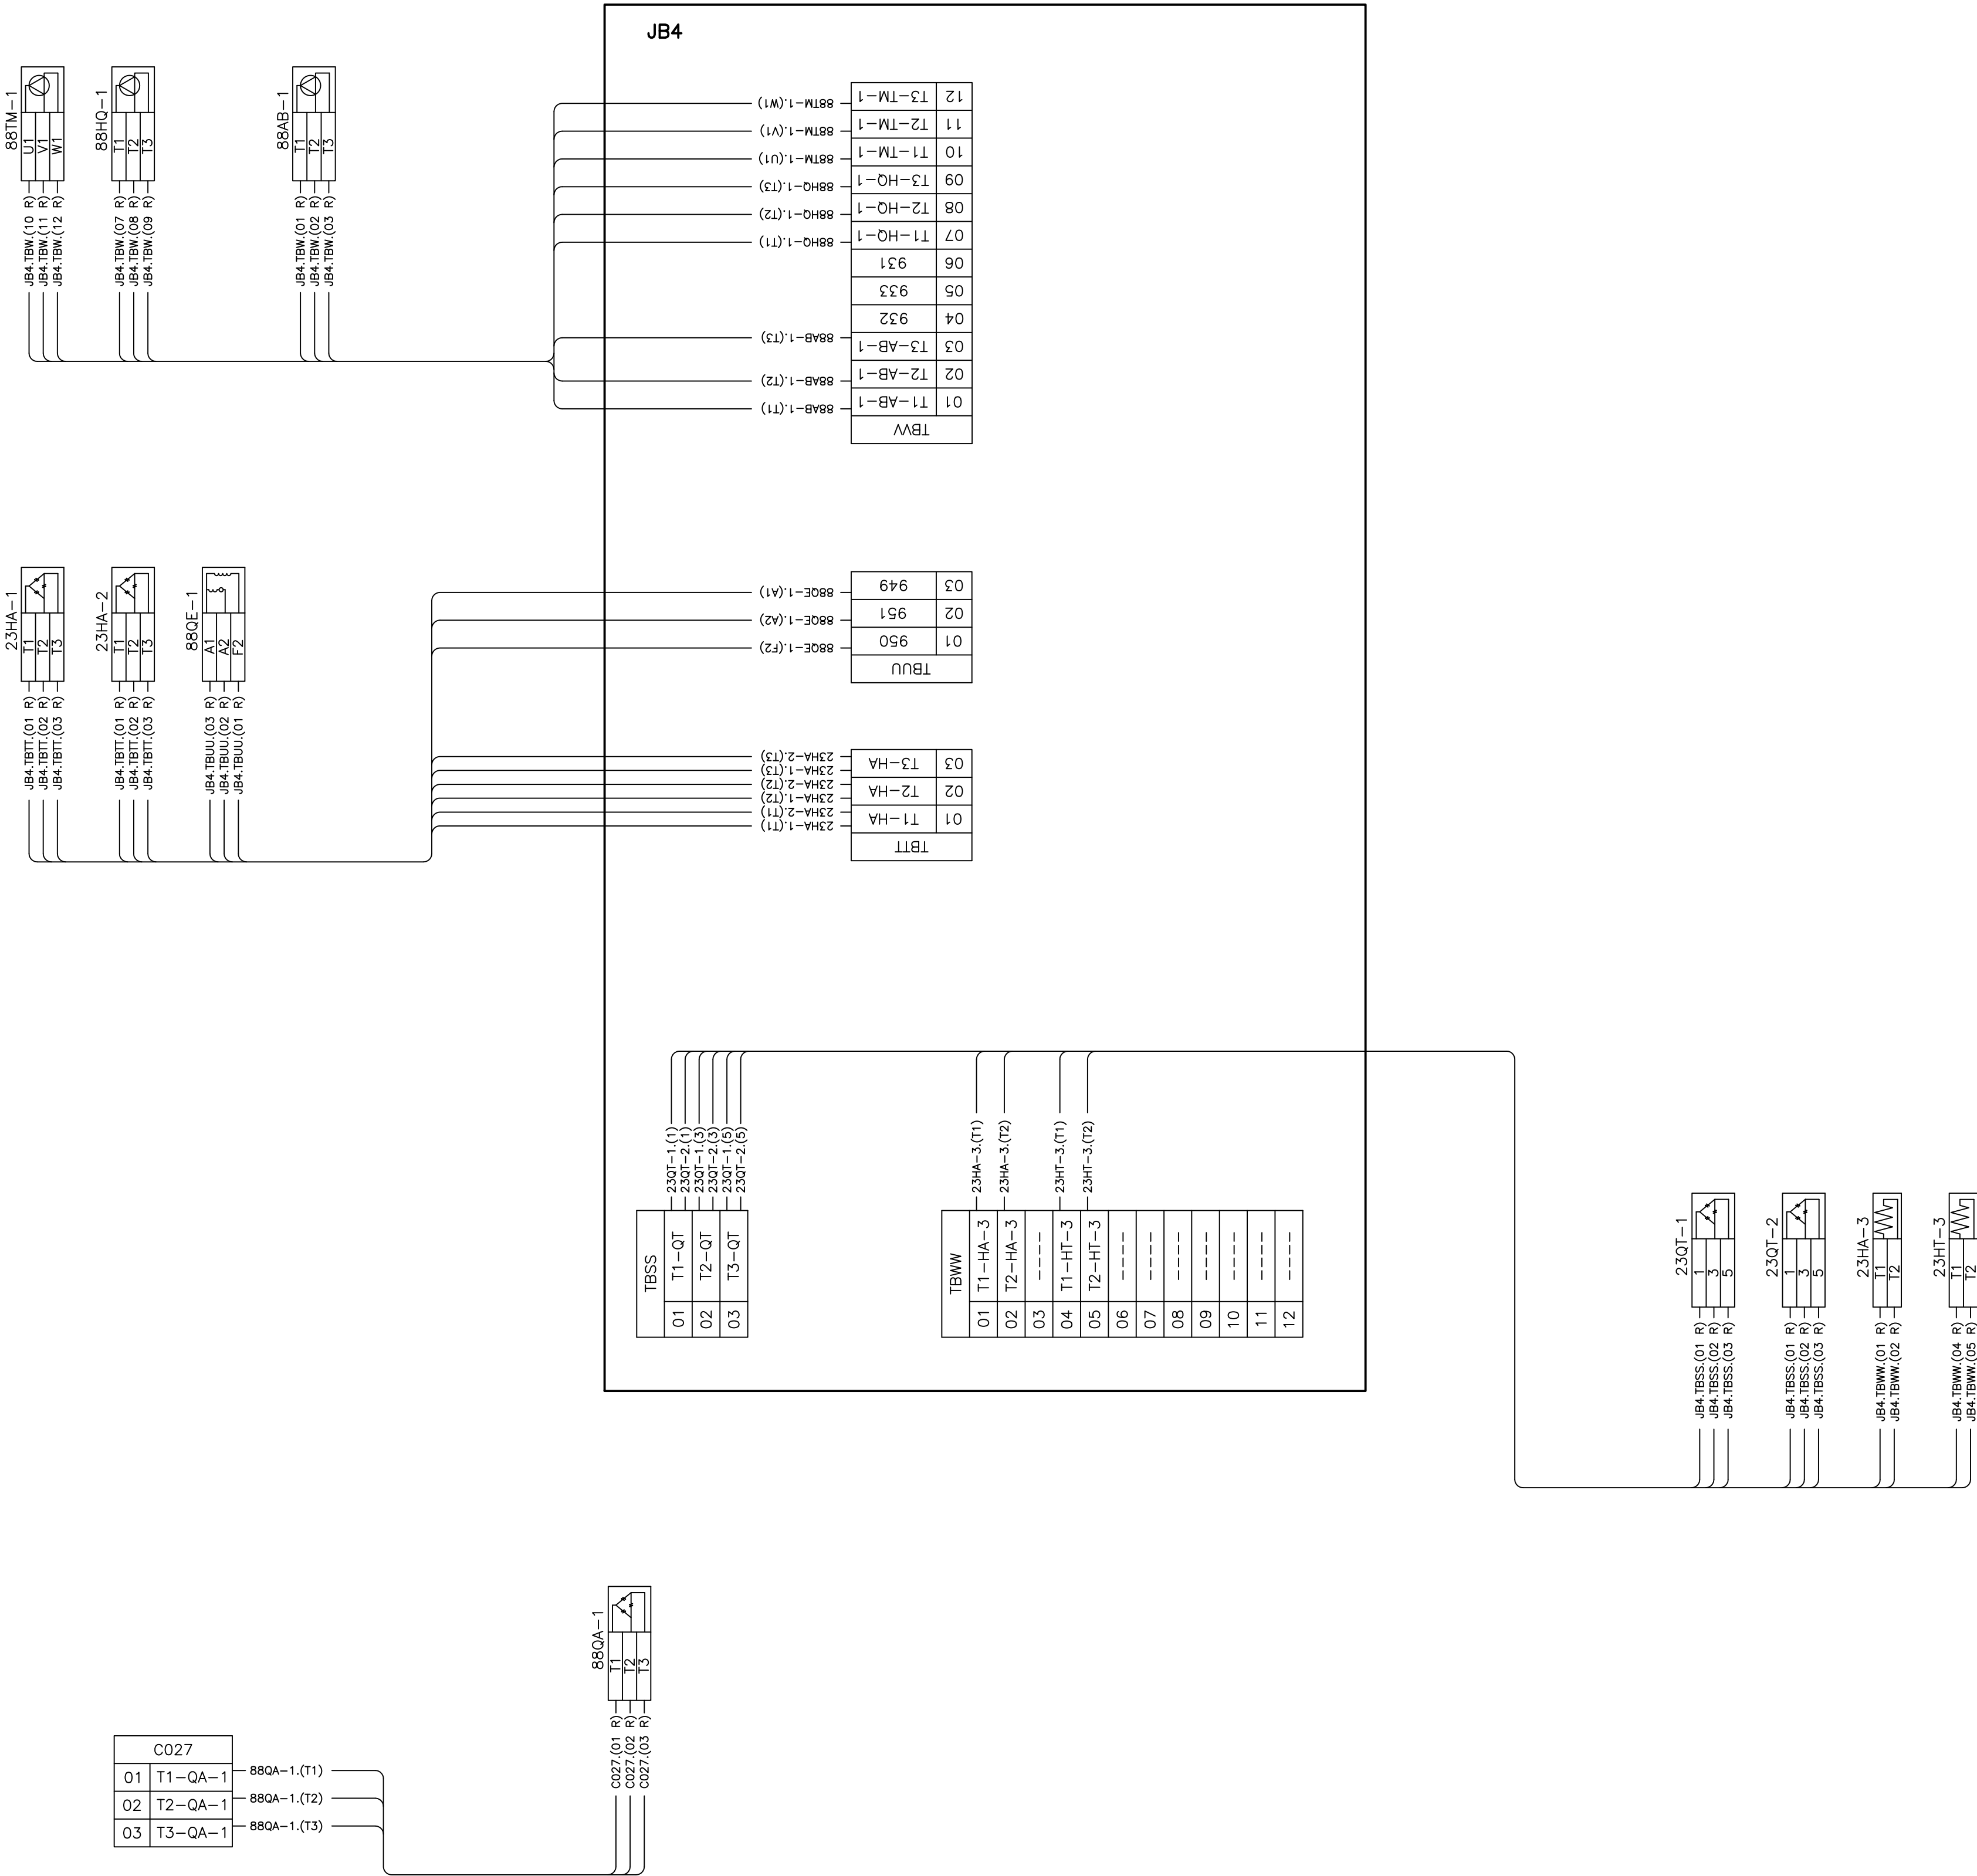 JB4
88TM-1
U1
V1
W1
JB4.TBVV.(10 R)
JB4.TBVV.(11 R)
JB4.TBVV.(12 R)
88HQ-1
T1
T2
T3
JB4.TBVV.(07 R)
JB4.TBVV.(08 R)
JB4.TBVV.(09 R)
88AB-1
T1
T2
T3
JB4.TBVV.(01 R)
JB4.TBVV.(02 R)
JB4.TBVV.(03 R)
88TM-1.(W1) T3-TM-1 12
88TM-1.(V1) T2-TM-1 11
88TM-1.(U1) T1-TM-1 10
88HQ-1.(T3) T3-HQ-1 09
88HQ-1.(T2) T2-HQ-1 08
88HQ-1.(T1) T1-HQ-1 07
931 06
933 05
932 04
88AB-1.(T3) T3-AB-1 03
88AB-1.(T2) T2-AB-1 02
88AB-1.(T1) T1-AB-1 01
TBVV
23HA-1
T1
T2
T3
JB4.TBTT.(01 R)
JB4.TBTT.(02 R)
JB4.TBTT.(03 R)
23HA-2
T1
T2
T3
JB4.TBTT.(01 R)
JB4.TBTT.(02 R)
JB4.TBTT.(03 R)
88QE-1
A1
A2
F2
JB4.TBUU.(03 R)
JB4.TBUU.(02 R)
JB4.TBUU.(01 R)
88QE-1.(A1) 949 03
88QE-1.(A2) 951 02
88QE-1.(F2) 950 01
TBUU
23HA-2.(T3)
23HA-1.(T3)
T3-HA 03
23HA-2.(T2)
23HA-1.(T2)
T2-HA 02
23HA-2.(T1)
23HA-1.(T1)
T1-HA 01
TBTT
23QT-1.(1)
23QT-2.(1)
23QT-1.(3)
23QT-2.(3)
23QT-1.(5)
23QT-2.(5)
TBSS
01 T1-QT
02 T2-QT
03 T3-QT
23HA-3.(T1)
23HA-3.(T2)
23HT-3.(T1)
23HT-3.(T2)
TBWW
01 T1-HA-3
02 T2-HA-3
03 ----
04 T1-HT-3
05 T2-HT-3
06 ----
07 ----
08 ----
09 ----
10 ----
11 ----
12 ----
23QT-1
1
3
5
JB4.TBSS.(01 R)
JB4.TBSS.(02 R)
JB4.TBSS.(03 R)
23QT-2
1
3
5
JB4.TBSS.(01 R)
JB4.TBSS.(02 R)
JB4.TBSS.(03 R)
23HA-3
T1
T2
JB4.TBWW.(01 R)
JB4.TBWW.(02 R)
23HT-3
T1
T2
JB4.TBWW.(04 R)
JB4.TBWW.(05 R)
88QA-1
T1
T2
T3
C027.(01 R)
C027.(02 R)
C027.(03 R)
C027
01 T1-QA-1 88QA-1.(T1)
02 T2-QA-1 88QA-1.(T2)
03 T3-QA-1 88QA-1.(T3)